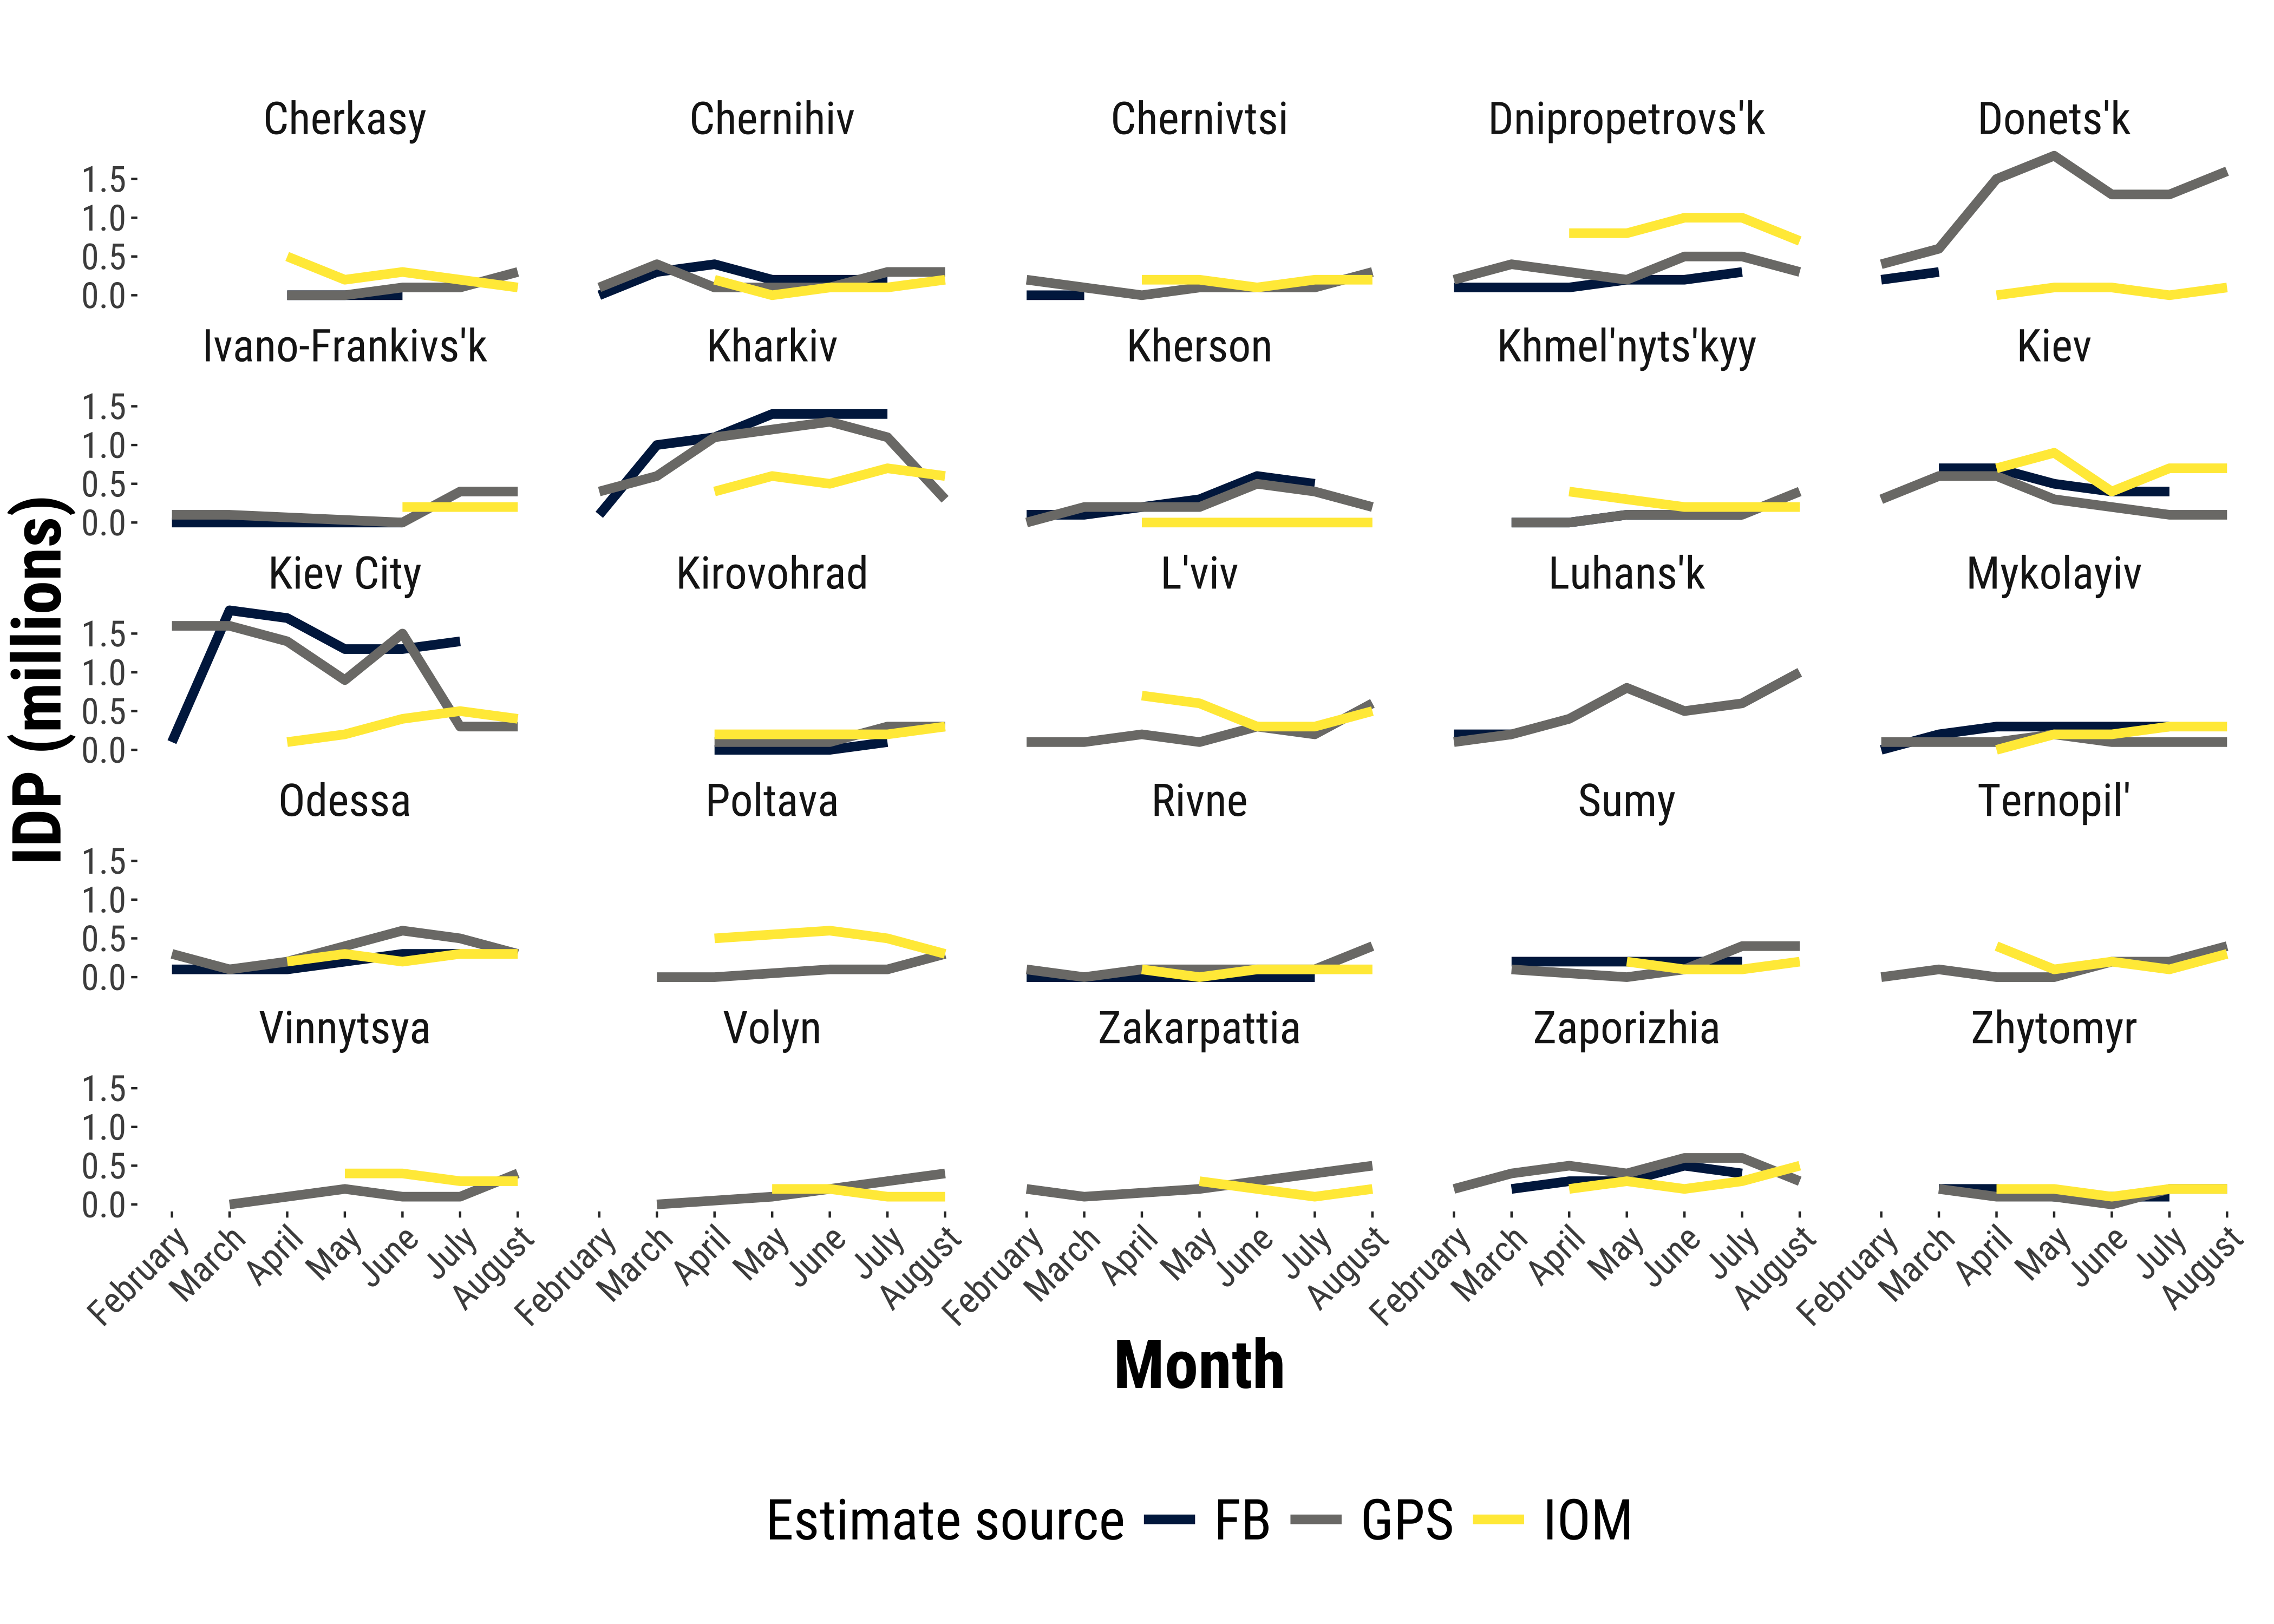 Cherkasy Chernihiv Chernivtsi Dnipropetrovs'k Donets'k
1.5
1.0
0.5
0.0
Ivano-Frankivs'k Kharkiv Kherson Khmel'nyts'kyy Kiev
1.5
1.0
0.5
0.0
Kiev City Kirovohrad L'viv Luhans'k Mykolayiv
1.5
1.0
0.5
0.0
Odessa Poltava Rivne Sumy Ternopil'
1.5
1.0
0.5
0.0
Vinnytsya Volyn Zakarpattia Zaporizhia Zhytomyr
1.5
1.0
0.5
0.0
IDP (millions)
February March April May June July August February March April May June July August February March April May June July August February March April May June July August February March April May June July August
Month
Estimate source FB GPS IOM